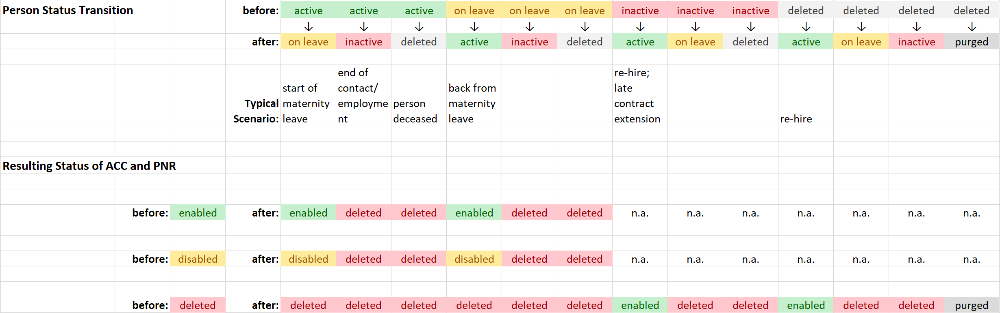 Person Status Transition before: active active active on leave on leave on leave inactive inactive inactive deleted deleted deleted deleted
↓ ↓ ↓ ↓ ↓ ↓ ↓ ↓ ↓ ↓ ↓ ↓ ↓
after: on leave inactive deleted active inactive deleted active on leave deleted active on leave inactive purged
Typical
Scenario:
start of
maternity
leave
end of
contact/
employme
nt
person
deceased
back from
maternity
leave
re-hire;
late
contract
extension
re-hire
Resulting Status of ACC and PNR
before: enabled after: enabled deleted deleted enabled deleted deleted n.a. n.a. n.a. n.a. n.a. n.a. n.a.
before: disabled after: disabled deleted deleted disabled deleted deleted n.a. n.a. n.a. n.a. n.a. n.a. n.a.
before: deleted after: deleted deleted deleted deleted deleted deleted enabled deleted deleted enabled deleted deleted purged